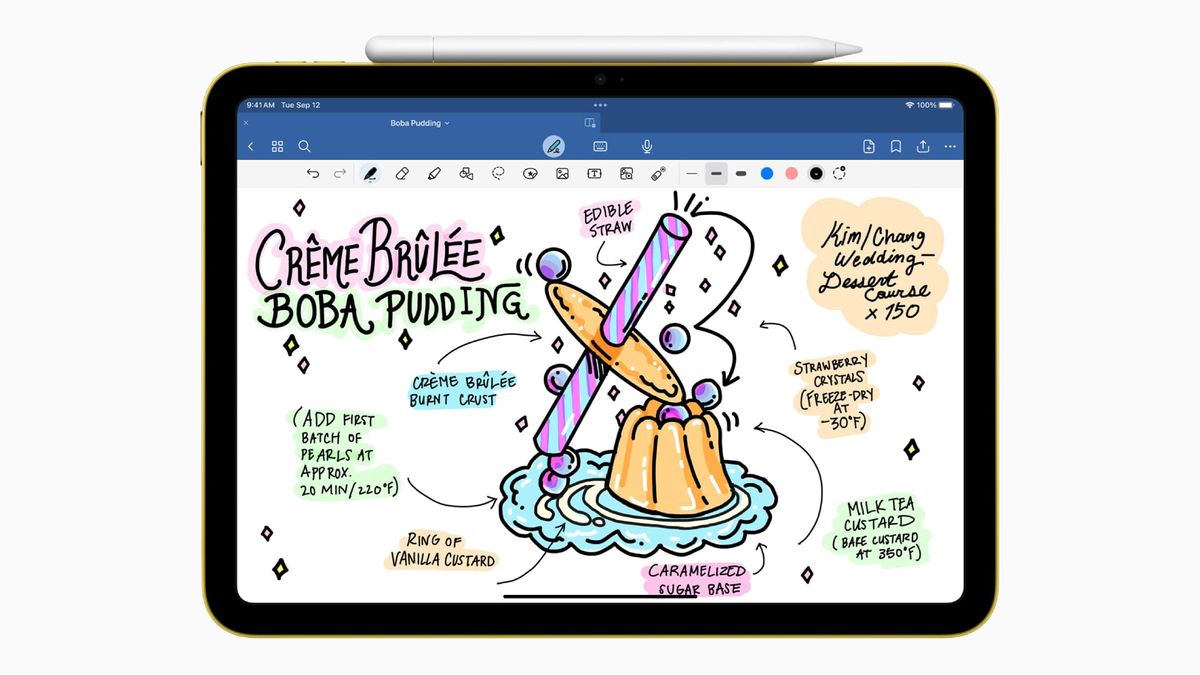 9:41 AM Tue Sep 12
100%
Boba Pudding
CRÈME BRÛLÉE
BOBA PUDDING
EDIBLE
STRAW
Kim/Chang
Wedding—
Dessert
Course
x 150
CRÈME BRÛLÉE
BURNT CRUST
STRAWBERRY
CRYSTALS
(FREEZE-DRY
AT
-30°F)
(ADD FIRST
BATCH OF
PEARLS AT
APPROX.
20 MIN/220°F)
MILK TEA
CUSTARD
(BAKE CUSTARD
AT 350°F)
RING OF
VANILLA CUSTARD
CARAMELIZED
SUGAR BASE